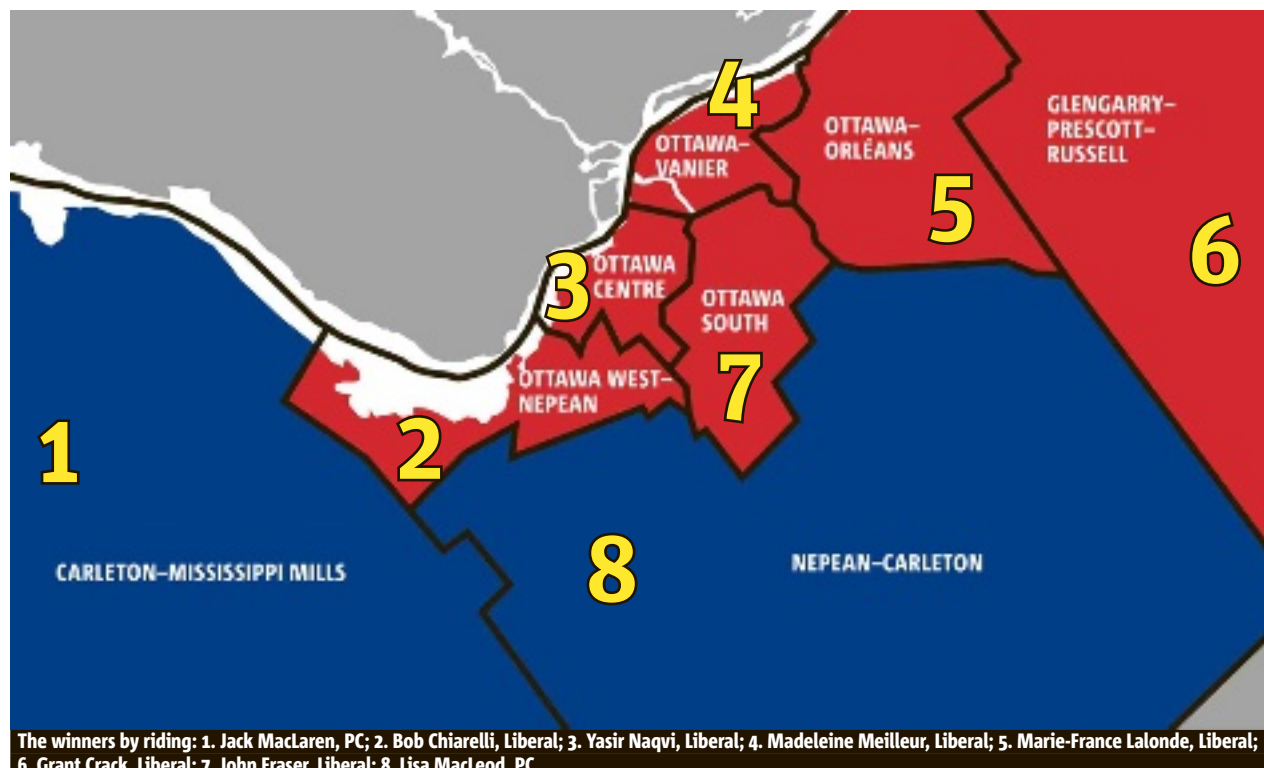 4
OTTAWA–
VANIER
OTTAWA–
ORLÉANS
5
GLENGARRY–
PRESCOTT–
RUSSELL
6
3
OTTAWA
CENTRE
OTTAWA
SOUTH
7
OTTAWA WEST–
NEPEAN
2
1
CARLETON–MISSISSIPPI MILLS
8
NEPEAN–CARLETON
The winners by riding: 1. Jack MacLaren, PC; 2. Bob Chiarelli, Liberal; 3. Yasir Naqvi, Liberal; 4. Madeleine Meilleur, Liberal; 5. Marie-France Lalonde, Liberal;
6. Grant Crack, Liberal; 7. John Fraser, Liberal; 8. Lisa MacLeod, PC